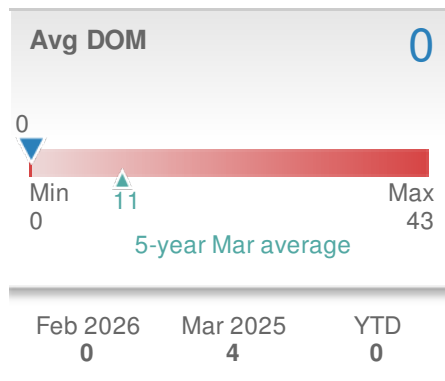 Avg DOM 0
0
Min Max
11
0 43
5-year Mar average
Feb 2026 Mar 2025 YTD
0 4 0